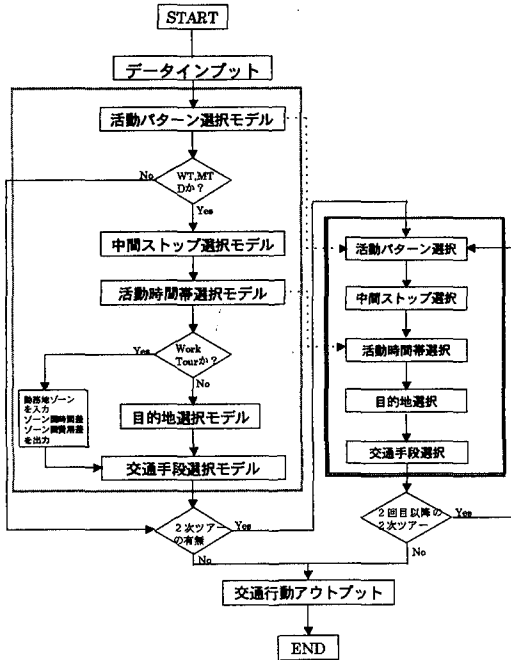 START
データインプット
活動パターン選択モデル
No
WT,MT
Dか？
Yes
中間ストップ選択モデル
活動時間帯選択モデル
Yes
Work
Tourか？
No
勤務地ゾーン
を入力
ゾーン間時間差
ゾーン間費用差
を出力
目的地選択モデル
交通手段選択モデル
２次ツアー
の有無
Yes
No
活動パターン選択
中間ストップ選択
活動時間帯選択
目的地選択
交通手段選択
２回目以降の
２次ツアー
Yes
No
交通行動アウトプット
END